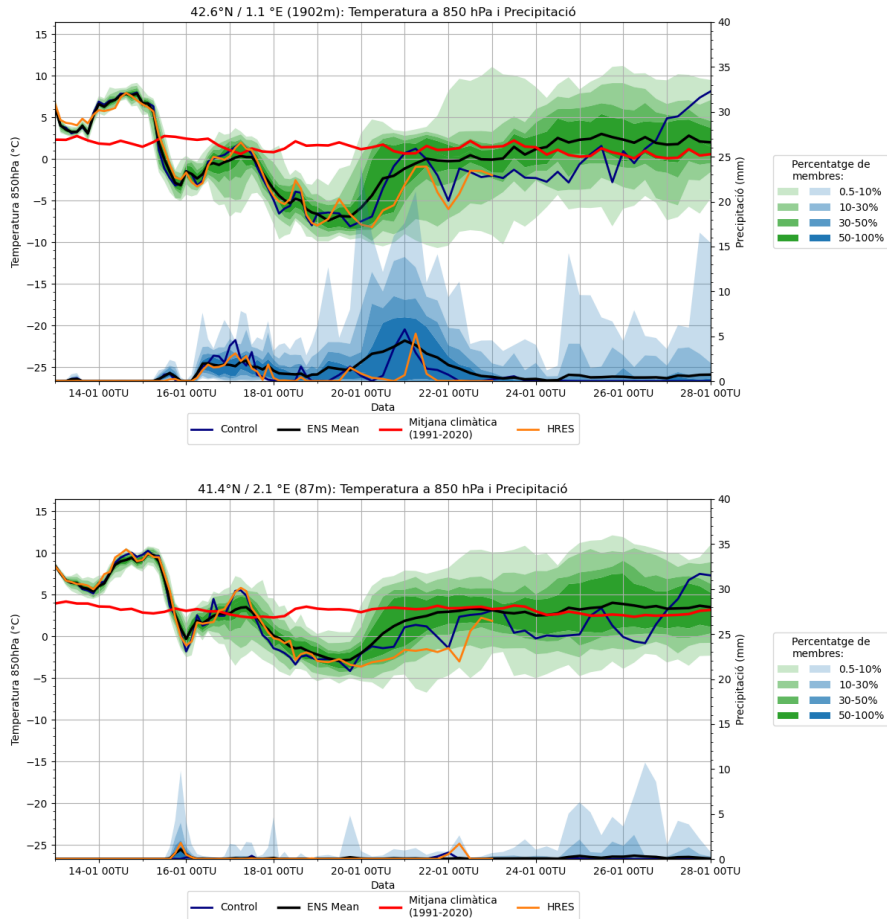 42.6°N / 1.1 °E (1902m): Temperatura a 850 hPa i Precipitació
Temperatura 850hPa (°C)
15
10
5
0
−5
−10
−15
−20
−25
40
35
30
25
20
15
10
5
0
Precipitació (mm)
14-01 00TU 16-01 00TU 18-01 00TU 20-01 00TU 22-01 00TU 24-01 00TU 26-01 00TU 28-01 00TU
Data
Control ENS Mean Mitjana climàtica HRES
(1991-2020)
Percentatge de
membres:
0.5-10%
10-30%
30-50%
50-100%
41.4°N / 2.1 °E (87m): Temperatura a 850 hPa i Precipitació
Temperatura 850hPa (°C)
15
10
5
0
−5
−10
−15
−20
−25
40
35
30
25
20
15
10
5
0
Precipitació (mm)
14-01 00TU 16-01 00TU 18-01 00TU 20-01 00TU 22-01 00TU 24-01 00TU 26-01 00TU 28-01 00TU
Data
Control ENS Mean Mitjana climàtica HRES
(1991-2020)
Percentatge de
membres:
0.5-10%
10-30%
30-50%
50-100%